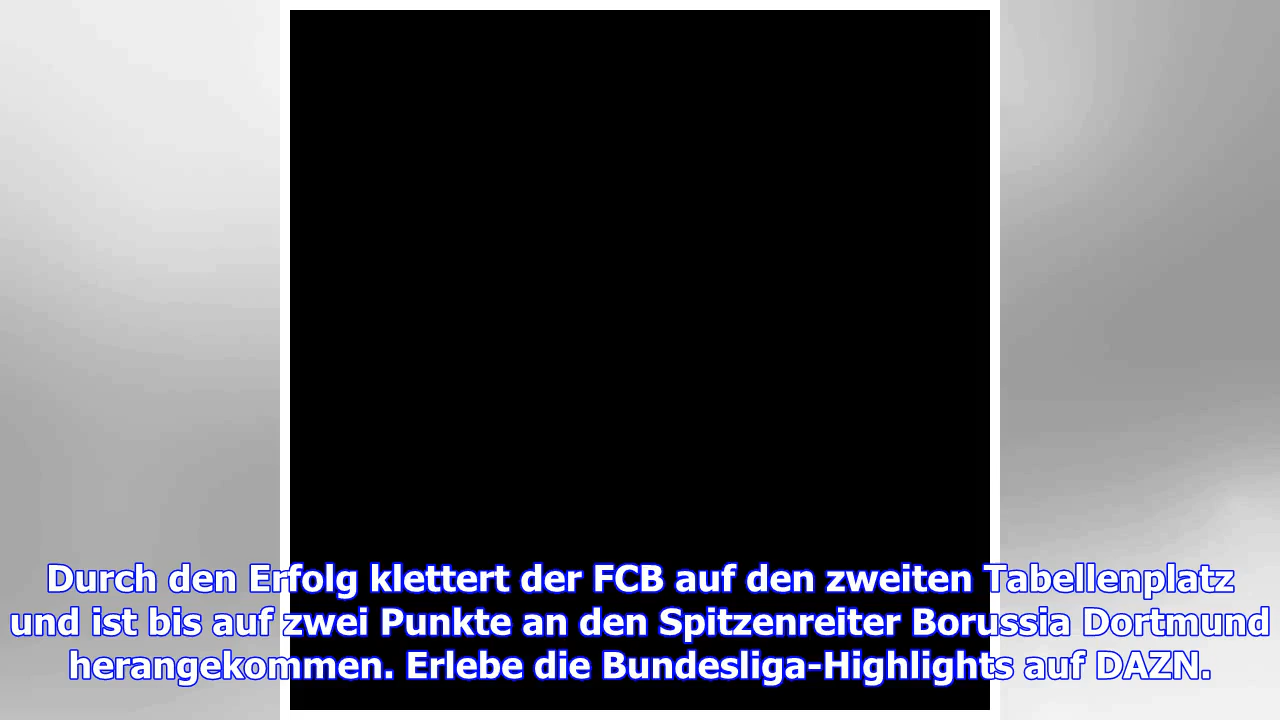 Durch den Erfolg klettert der FCB auf den zweiten Tabellenplatz
und ist bis auf zwei Punkte an den Spitzenreiter Borussia Dortmund
herangekommen. Erlebe die Bundesliga-Highlights auf DAZN.